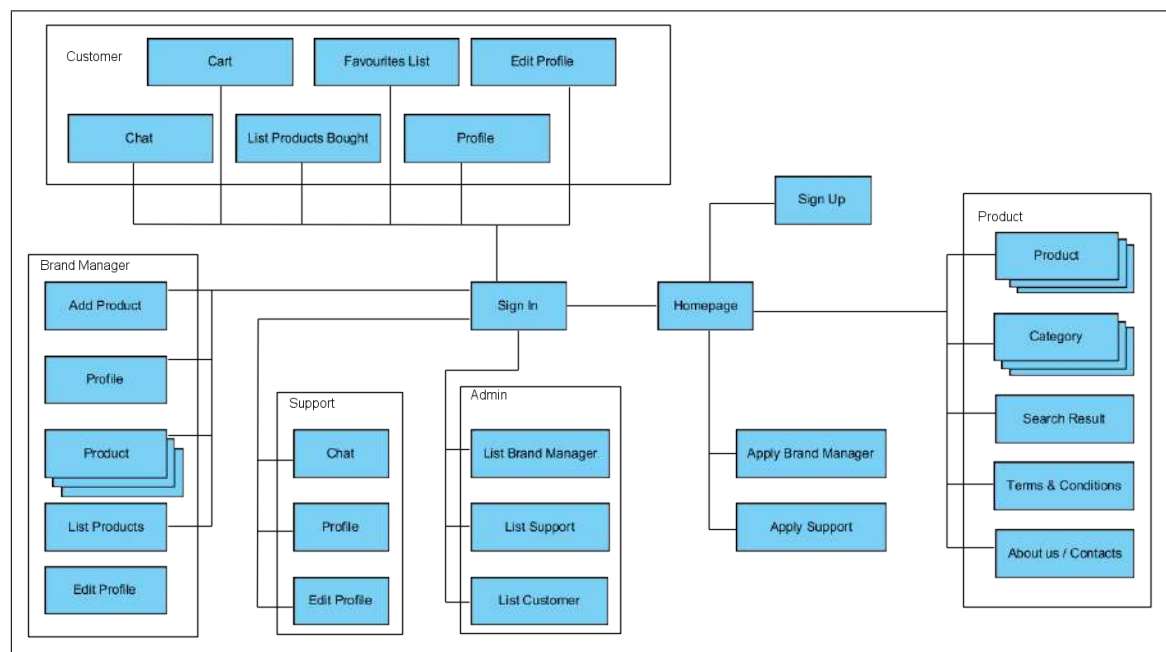 Customer
Cart
Favourites List
Edit Profile
Chat
List Products Bought
Profile
Sign Up
Product
Product
Category
Search Result
Terms & Conditions
About us / Contacts
Brand Manager
Add Product
Profile
Product
List Products
Edit Profile
Sign In
Homepage
Support
Chat
Profile
Edit Profile
Admin
List Brand Manager
List Support
List Customer
Apply Brand Manager
Apply Support